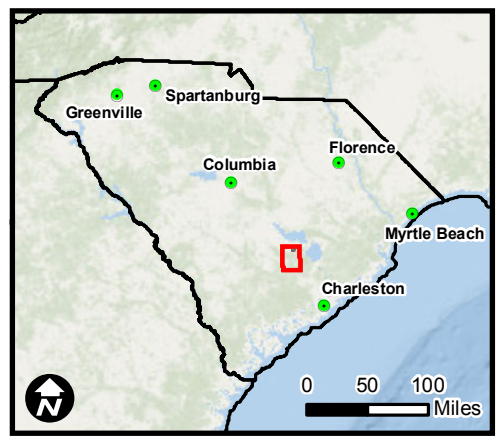 Spartanburg
Greenville
Florence
Columbia
Myrtle Beach
Charleston
0 50 100
Miles
N